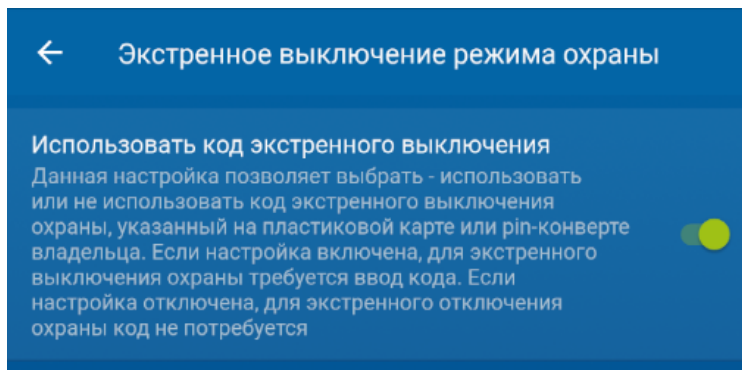 Экстренное выключение режима охраны
Использовать код экстренного выключения
Данная настройка позволяет выбрать - использовать
или не использовать код экстренного выключения
охраны, указанный на пластиковой карте или pin-конверте
владельца. Если настройка включена, для экстренного
выключения охраны требуется ввод кода. Если
настройка отключена, для экстренного отключения
охраны код не потребуется